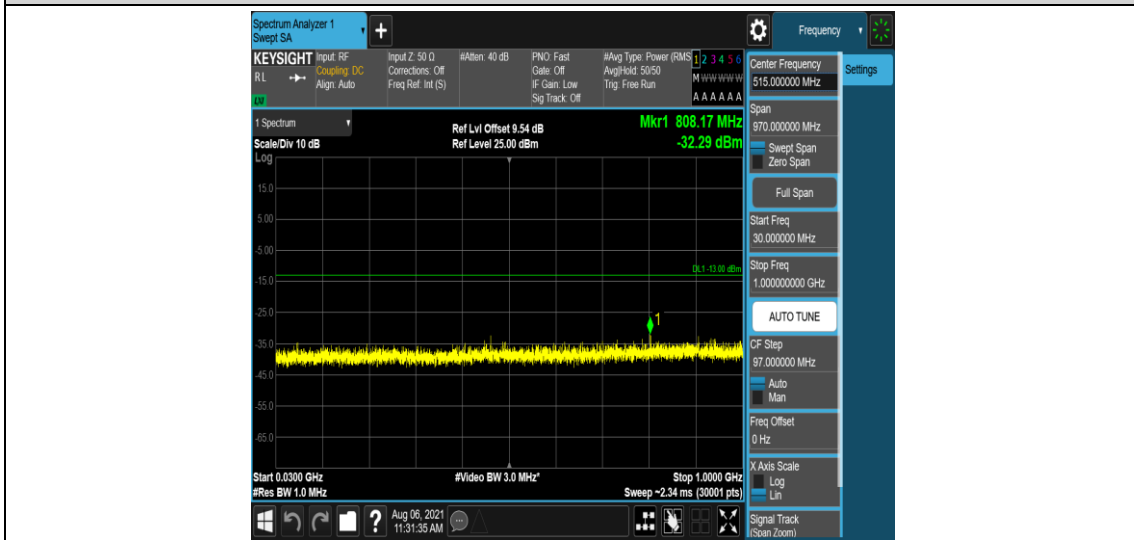 Spectrum Analyzer 1
Swept SA
+
Frequency
KEYSIGHT
RL
LXI
Input: RF
Coupling: DC
Align: Auto
Input Z: 50 Ω
Corrections: Off
Freq Ref: Int (S)
#Atten: 40 dB
PNO: Fast
Gate: Off
IF Gain: Low
Sig Track: Off
#Avg Type: Power (RMS
Avg|Hold: 50/50
Trig: Free Run
1 2 3 4 5 6
M W W W W W
A A A A A A
Center Frequency
515.000000 MHz
Settings
Span
970.000000 MHz
Swept Span
Zero Span
Full Span
Start Freq
30.000000 MHz
Stop Freq
1.000000000 GHz
AUTO TUNE
CF Step
97.000000 MHz
Auto
Man
Freq Offset
0 Hz
X Axis Scale
Log
Lin
Signal Track
(Span Zoom)
1 Spectrum
Scale/Div 10 dB
Log
Ref Lvl Offset 9.54 dB
Ref Level 25.00 dBm
Mkr1 808.17 MHz
-32.29 dBm
15.0
5.00
-5.00
DL1 -13.00 dBm
-15.0
-25.0
1
-35.0
-45.0
-55.0
-65.0
Start 0.0300 GHz
#Res BW 1.0 MHz
#Video BW 3.0 MHz*
Stop 1.0000 GHz
Sweep ~2.34 ms (30001 pts)
?
Aug 06, 2021
11:31:35 AM